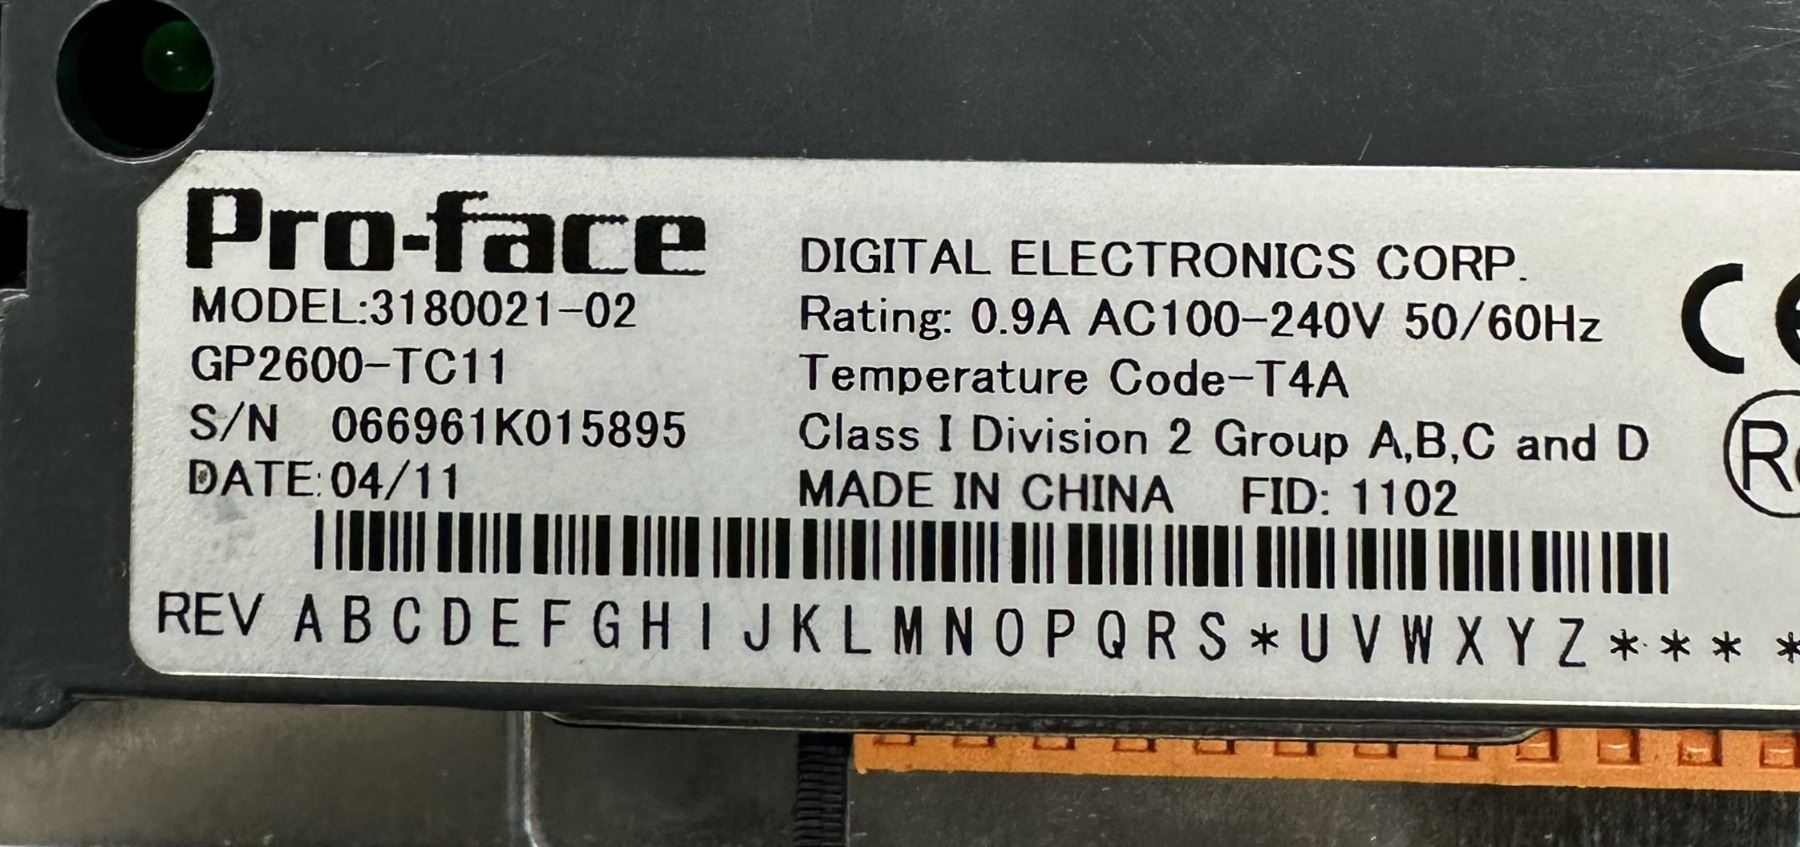 Pro-face
MODEL:3180021-02
GP2600-TC11
S/N 066961K015895
DATE:04/11
DIGITAL ELECTRONICS CORP.
Rating: 0.9A AC100-240V 50/60Hz
Temperature Code-T4A
Class I Division 2 Group A,B,C and D
MADE IN CHINA FID: 1102
REV A B C D E F G H I J K L M N O P Q R S * U V W X Y Z * * * *